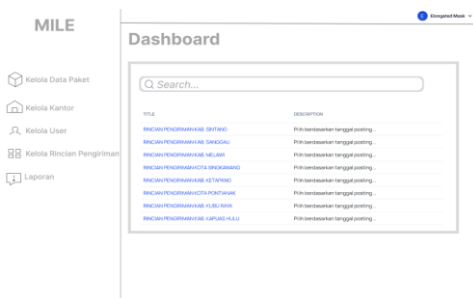 MILE
Elongated Mask
Dashboard
Kelola Data Paket
Kelola Kantor
Kelola User
Kelola Rincian Pengiriman
Laporan
Search...
TITLE DESCRIPTION
RINCIAN PENGIRIMAN KAB. SINTANG Pilih berdasarkan tanggal posting...
RINCIAN PENGIRIMAN KAB. SANGGAU Pilih berdasarkan tanggal posting...
RINCIAN PENGIRIMAN KAB. MELAWI Pilih berdasarkan tanggal posting...
RINCIAN PENGIRIMAN KOTA SINGKAWANG Pilih berdasarkan tanggal posting...
RINCIAN PENGIRIMAN KAB. KETAPANG Pilih berdasarkan tanggal posting...
RINCIAN PENGIRIMAN KOTA PONTIANAK Pilih berdasarkan tanggal posting...
RINCIAN PENGIRIMAN KAB. KUBU RAYA Pilih berdasarkan tanggal posting...
RINCIAN PENGIRIMAN KAB. KAPUAS HULU Pilih berdasarkan tanggal posting...